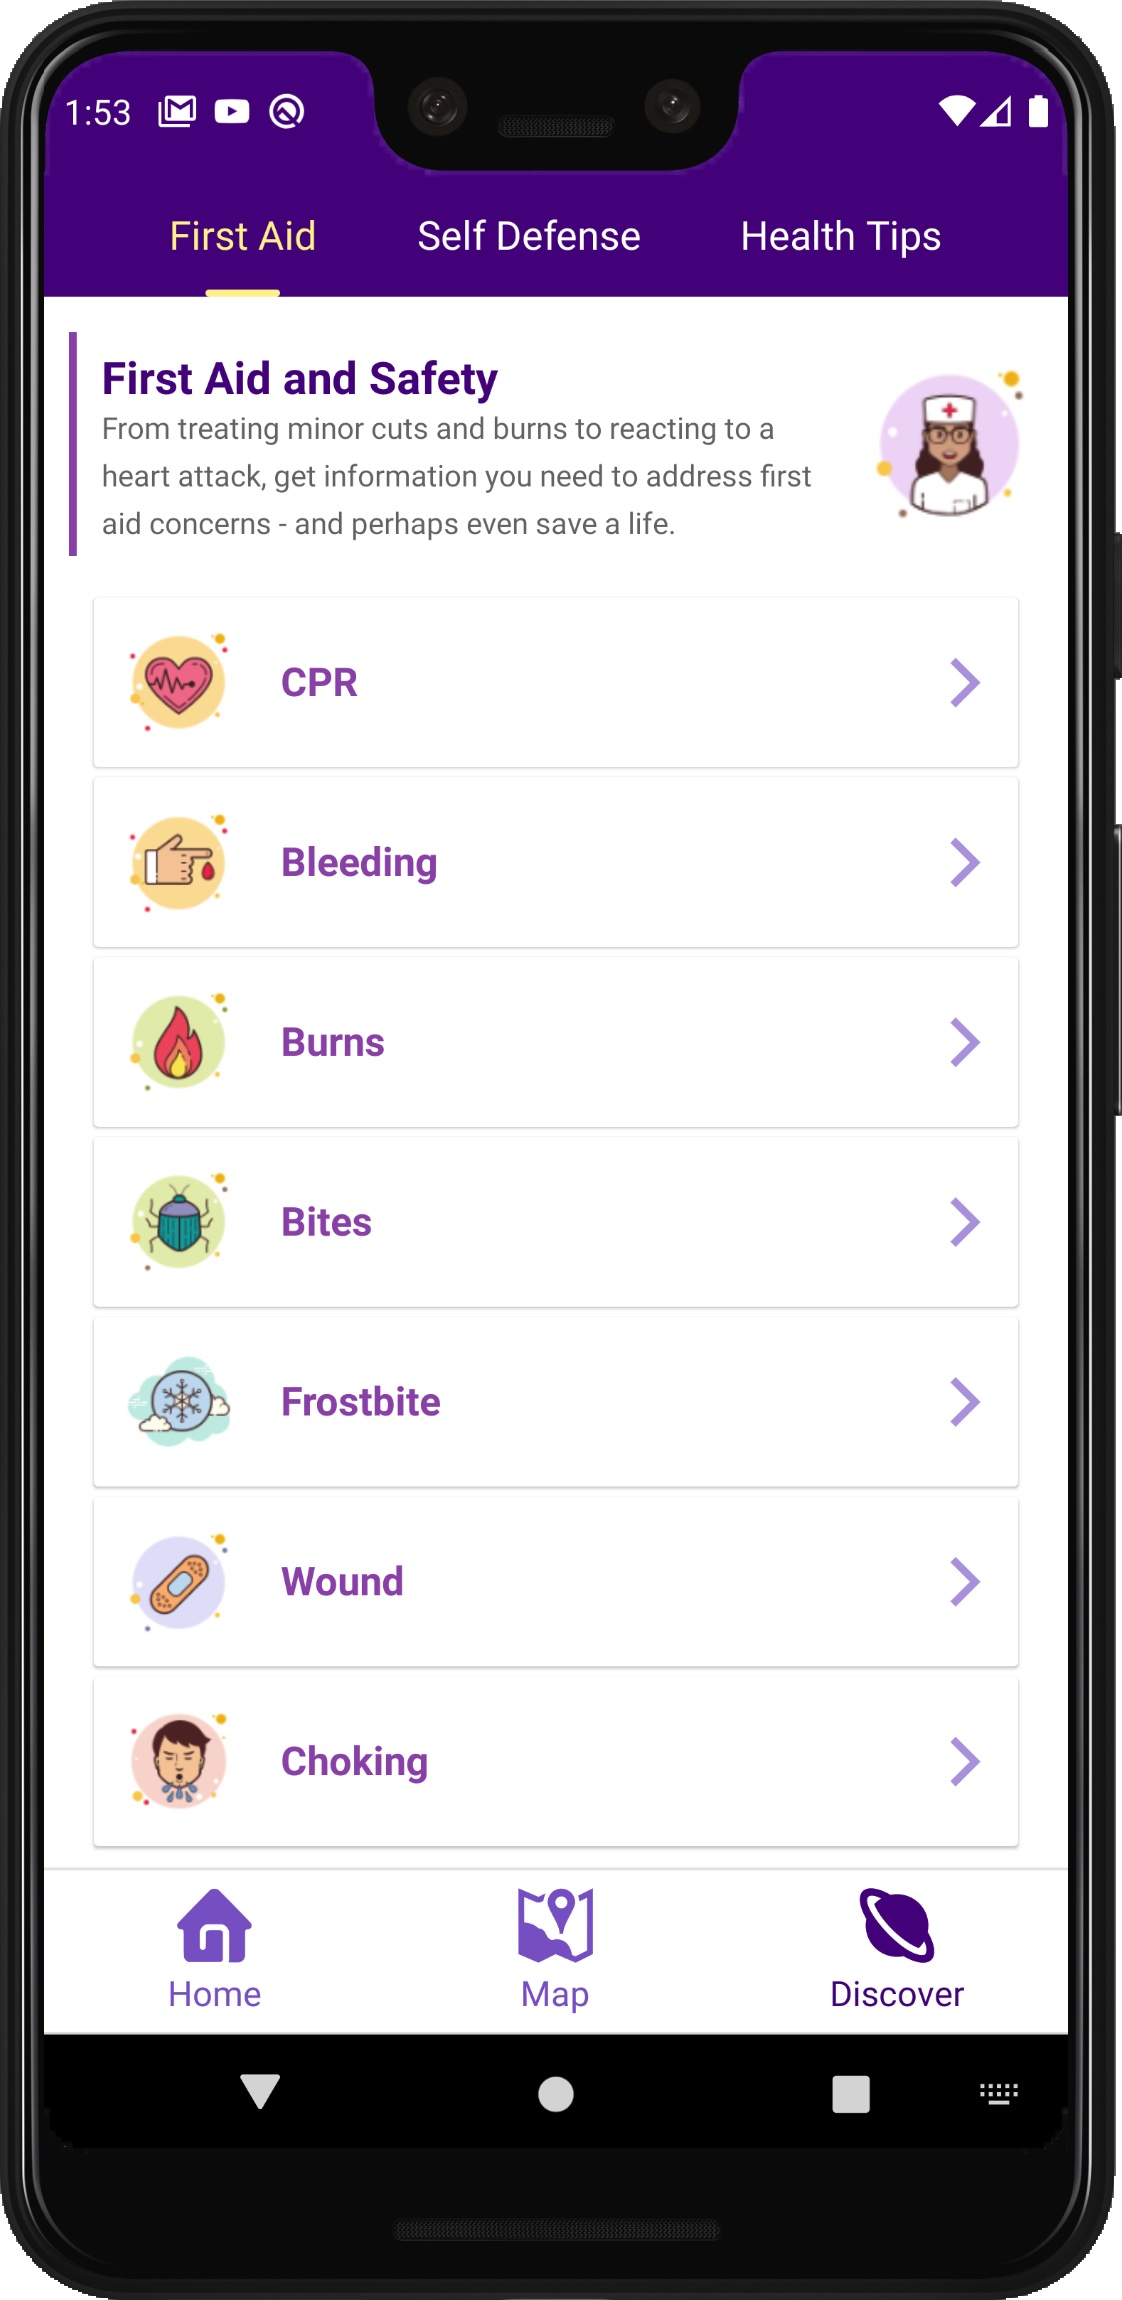 1:53
First Aid
Self Defense
Health Tips
First Aid and Safety
From treating minor cuts and burns to reacting to a
heart attack, get information you need to address first
aid concerns - and perhaps even save a life.
CPR
Bleeding
Burns
Bites
Frostbite
Wound
Choking
Home
Map
Discover